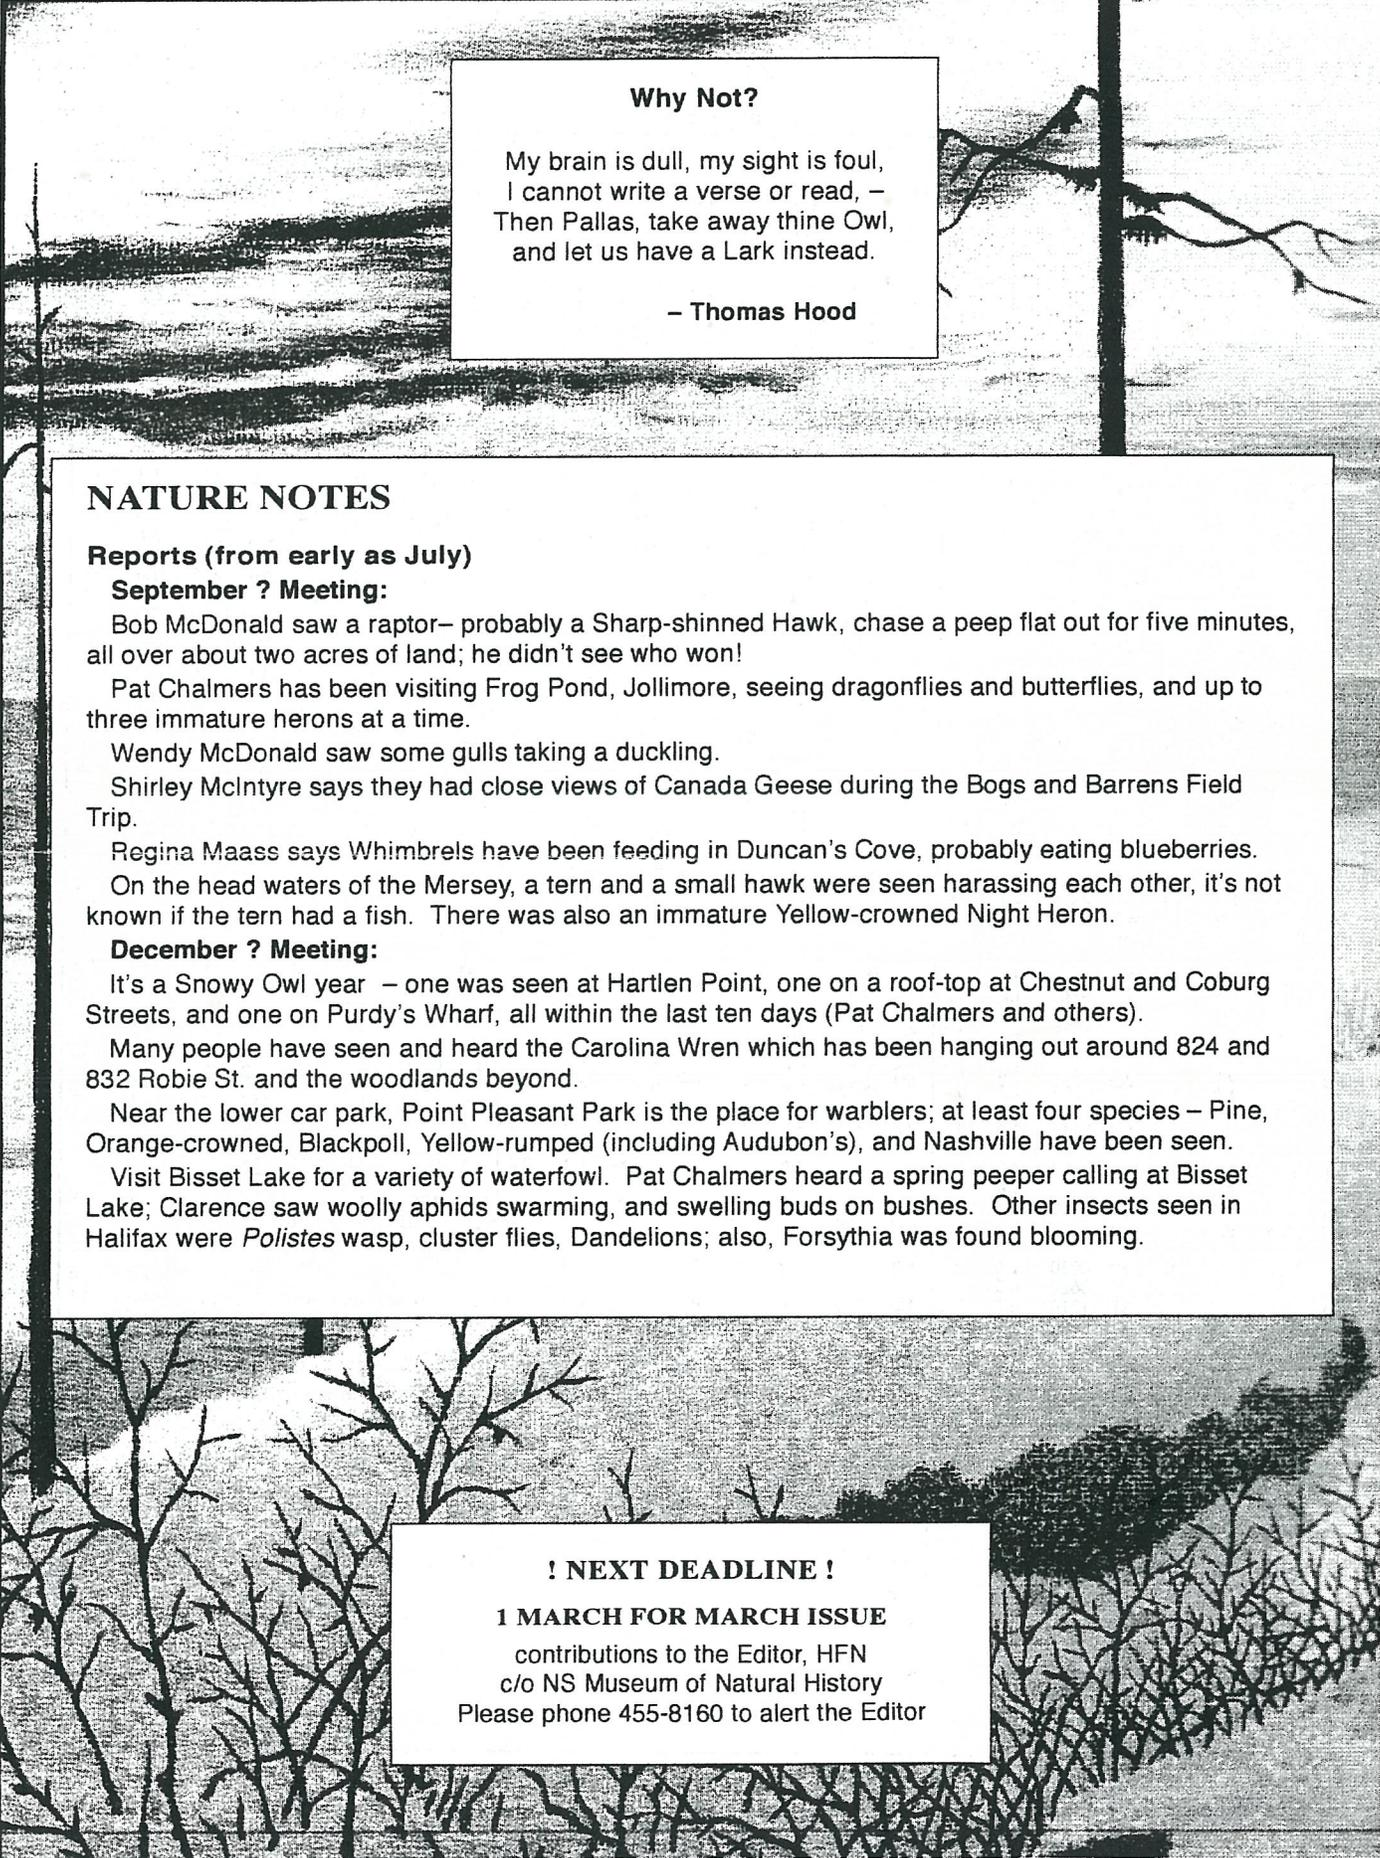 Why Not?
My brain is dull, my sight is foul,
I cannot write a verse or read, –
Then Pallas, take away thine Owl,
and let us have a Lark instead.
– Thomas Hood
NATURE NOTES
Reports (from early as July)
September ? Meeting:
Bob McDonald saw a raptor– probably a Sharp-shinned Hawk, chase a peep flat out for five minutes,
all over about two acres of land; he didn't see who won!
Pat Chalmers has been visiting Frog Pond, Jollimore, seeing dragonflies and butterflies, and up to
three immature herons at a time.
Wendy McDonald saw some gulls taking a duckling.
Shirley McIntyre says they had close views of Canada Geese during the Bogs and Barrens Field
Trip.
Regina Maass says Whimbrels have been feeding in Duncan's Cove, probably eating blueberries.
On the head waters of the Mersey, a tern and a small hawk were seen harassing each other, it's not
known if the tern had a fish. There was also an immature Yellow-crowned Night Heron.
December ? Meeting:
It's a Snowy Owl year – one was seen at Hartlen Point, one on a roof-top at Chestnut and Coburg
Streets, and one on Purdy's Wharf, all within the last ten days (Pat Chalmers and others).
Many people have seen and heard the Carolina Wren which has been hanging out around 824 and
832 Robie St. and the woodlands beyond.
Near the lower car park, Point Pleasant Park is the place for warblers; at least four species – Pine,
Orange-crowned, Blackpoll, Yellow-rumped (including Audubon's), and Nashville have been seen.
Visit Bisset Lake for a variety of waterfowl. Pat Chalmers heard a spring peeper calling at Bisset
Lake; Clarence saw woolly aphids swarming, and swelling buds on bushes. Other insects seen in
Halifax were Polistes wasp, cluster flies, Dandelions; also, Forsythia was found blooming.
! NEXT DEADLINE !
1 MARCH FOR MARCH ISSUE
contributions to the Editor, HFN
c/o NS Museum of Natural History
Please phone 455-8160 to alert the Editor